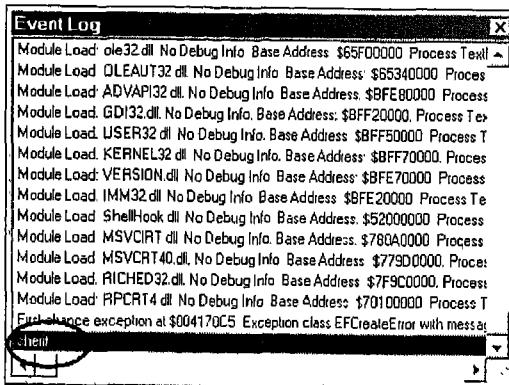 Event Log
Module Load: ole32.dll No Debug Info Base Address $65F00000 Process TextI
Module Load OLEAUT32 dll. No Debug Info Base Address $65340000 Proces
Module Load: ADVAPI32 dll No Debug Info Base Address: $BFE80000 Process
Module Load. GDI32.dll. No Debug Info. Base Address: $BFF20000. Process Tex
Module Load. USER32 dll No Debug Info. Base Address $BFF50000 Process T
Module Load. KERNEL32 dll No Debug Info. Base Address: $BFF70000. Proces
Module Load: VERSION.dll No Debug Info Base Address $BFE70000 Process
Module Load. IMM32 dll No Debug Info Base Address $BFE20000 Process Te
Module Load ShellHook dll No Debug Info Base Address. $52000000 Process
Module Load MSVCIRT dll No Debug Info Base Address. $780A0000 Process
Module Load. MSVCRT40.dll. No Debug Info. Base Address $779D0000. Proces
Module Load. RICHED32.dll. No Debug Info Base Address $7F9C0000. Process
Module Load: RPCRT4 dll No Debug Info Base Address $70100000 Process T
First chance exception at $004170C5 Exception class EFCreateError with messag